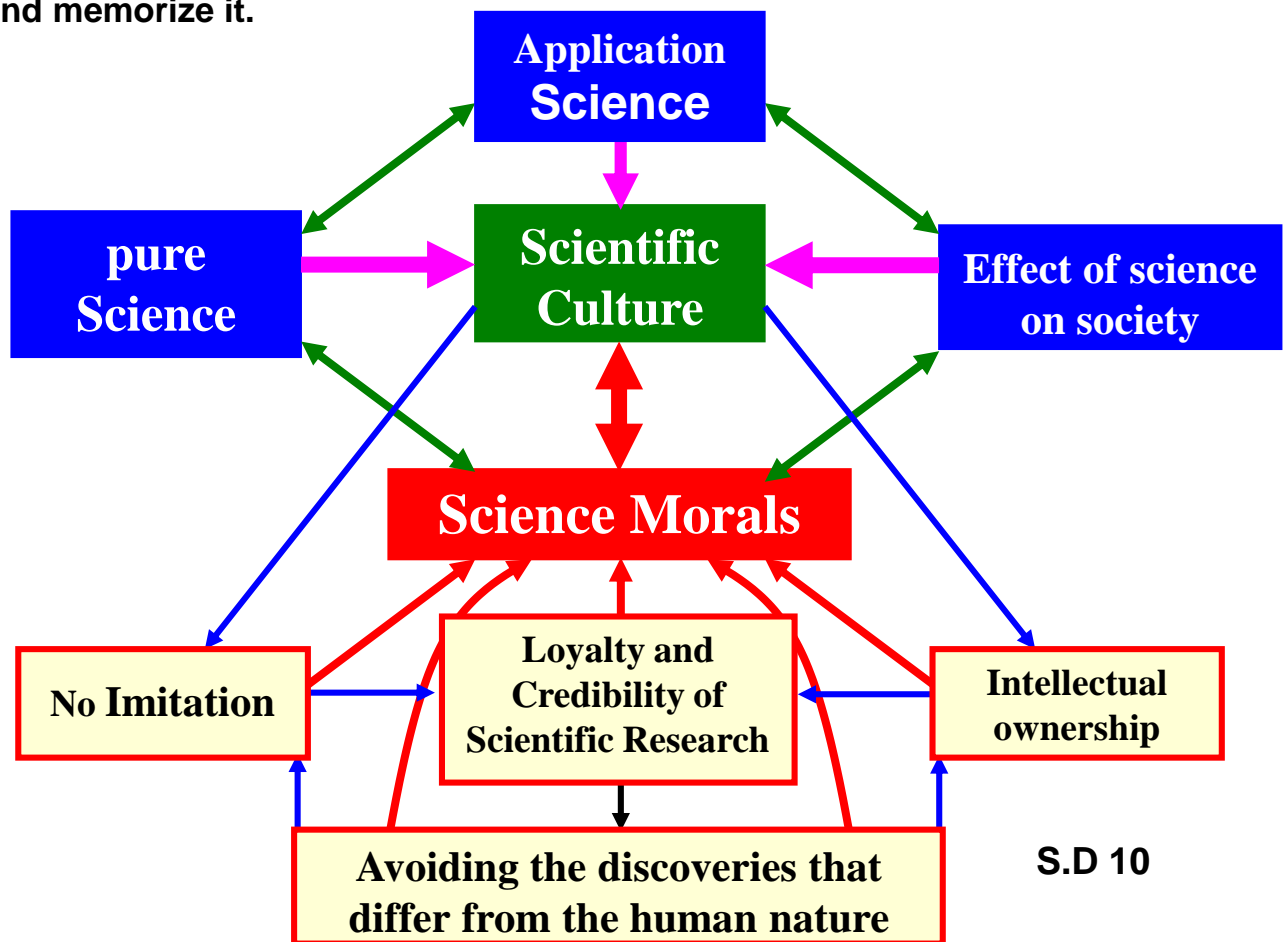 nd memorize it.
Application
Science
pure
Science
Scientific
Culture
Effect of science
on society
Science Morals
No Imitation
Loyalty and
Credibility of
Scientific Research
Intellectual
ownership
Avoiding the discoveries that
differ from the human nature
S.D 10